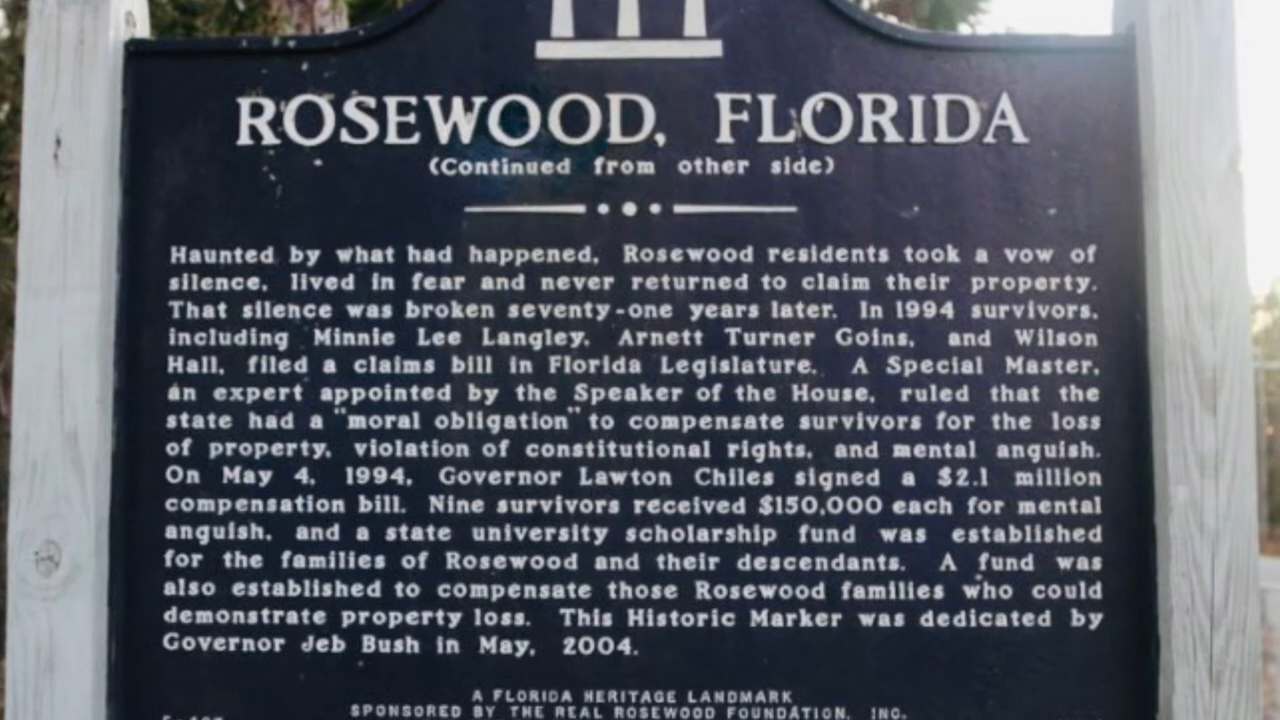 ROSEWOOD, FLORIDA
(Continued from other side)
Haunted by what had happened, Rosewood residents took a vow of
silence, lived in fear and never returned to claim their property.
That silence was broken seventy-one years later. In 1994 survivors,
including Minnie Lee Langley, Arnett Turner Goins, and Wilson
Hall, filed a claims bill in Florida Legislature. A Special Master,
an expert appointed by the Speaker of the House, ruled that the
state had a "moral obligation" to compensate survivors for the loss
of property, violation of constitutional rights, and mental anguish.
On May 4, 1994, Governor Lawton Chiles signed a $2.1 million
compensation bill. Nine survivors received $150,000 each for mental
anguish, and a state university scholarship fund was established
for the families of Rosewood and their descendants. A fund was
also established to compensate those Rosewood families who could
demonstrate property loss. This Historic Marker was dedicated by
Governor Jeb Bush in May, 2004.
A FLORIDA HERITAGE LANDMARK
SPONSORED BY THE REAL ROSEWOOD FOUNDATION, INC.